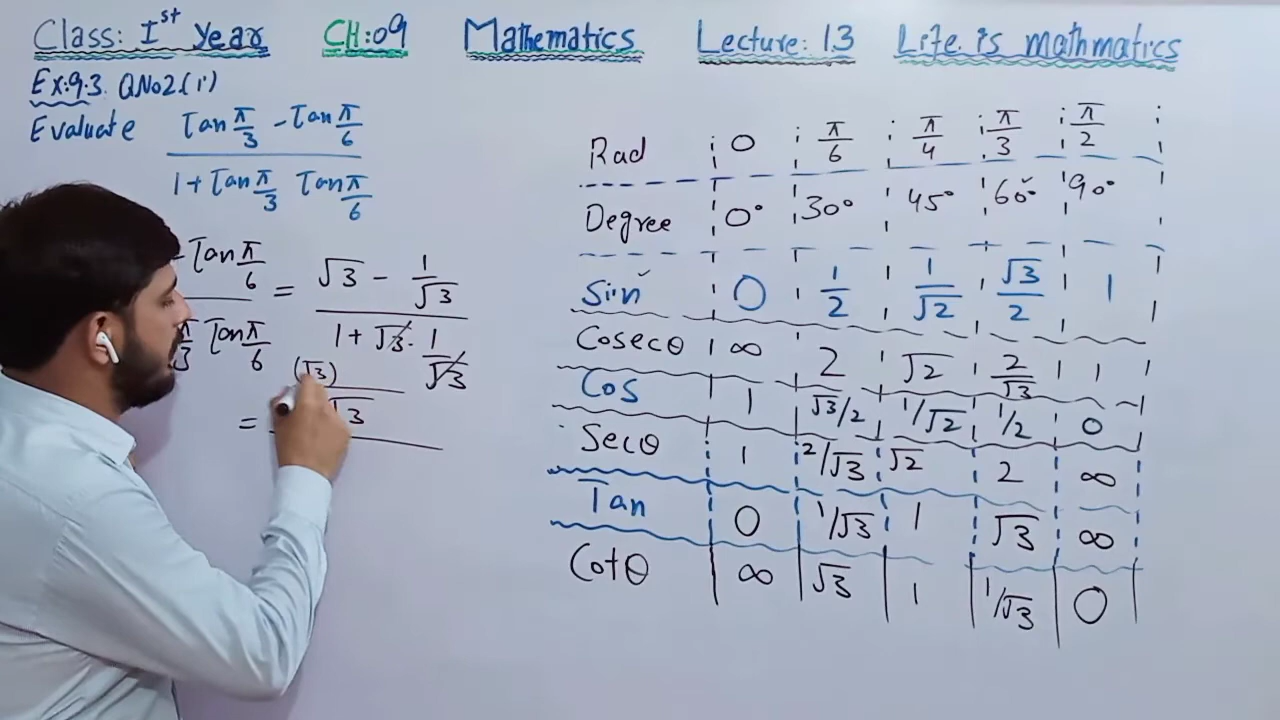 Class: Ist Year CH:09 Mathematics Lecture: 13 Life is mathmatics
Ex:9.3 QNo2(i)
Evaluate Tan π/3 - Tan π/6
1 + Tan π/3 Tan π/6
Tan π/6 = √3 - 1/√3
π/3 Tan π/6 1 + √3 · 1/√3
(√3)
= √3
Rad 0 π/6 π/4 π/3 π/2
Degree 0° 30° 45° 60° 90°
Sin 0 1/2 1/√2 √3/2 1
Cosecθ ∞ 2 √2 2/√3 1
Cos 1 √3/2 1/√2 1/2 0
Secθ 1 2/√3 √2 2 ∞
Tan 0 1/√3 1 √3 ∞
Cotθ ∞ √3 1 1/√3 0